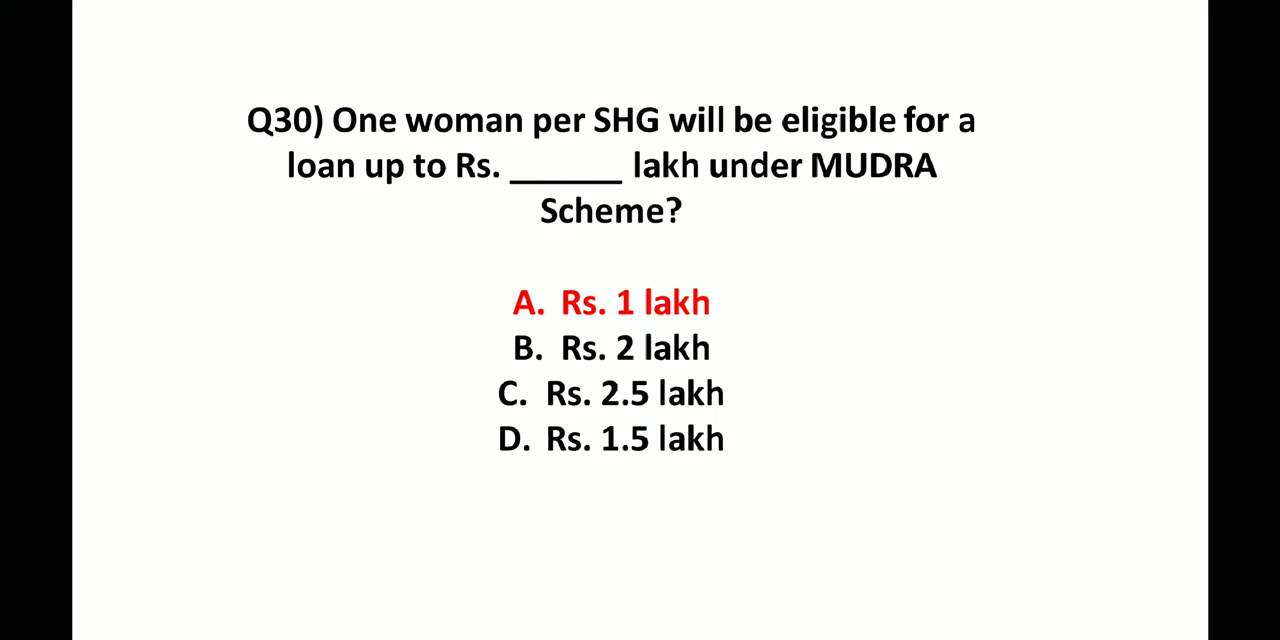 Q30) One woman per SHG will be eligible for a
loan up to Rs. ______ lakh under MUDRA
Scheme?
A. Rs. 1 lakh
B. Rs. 2 lakh
C. Rs. 2.5 lakh
D. Rs. 1.5 lakh